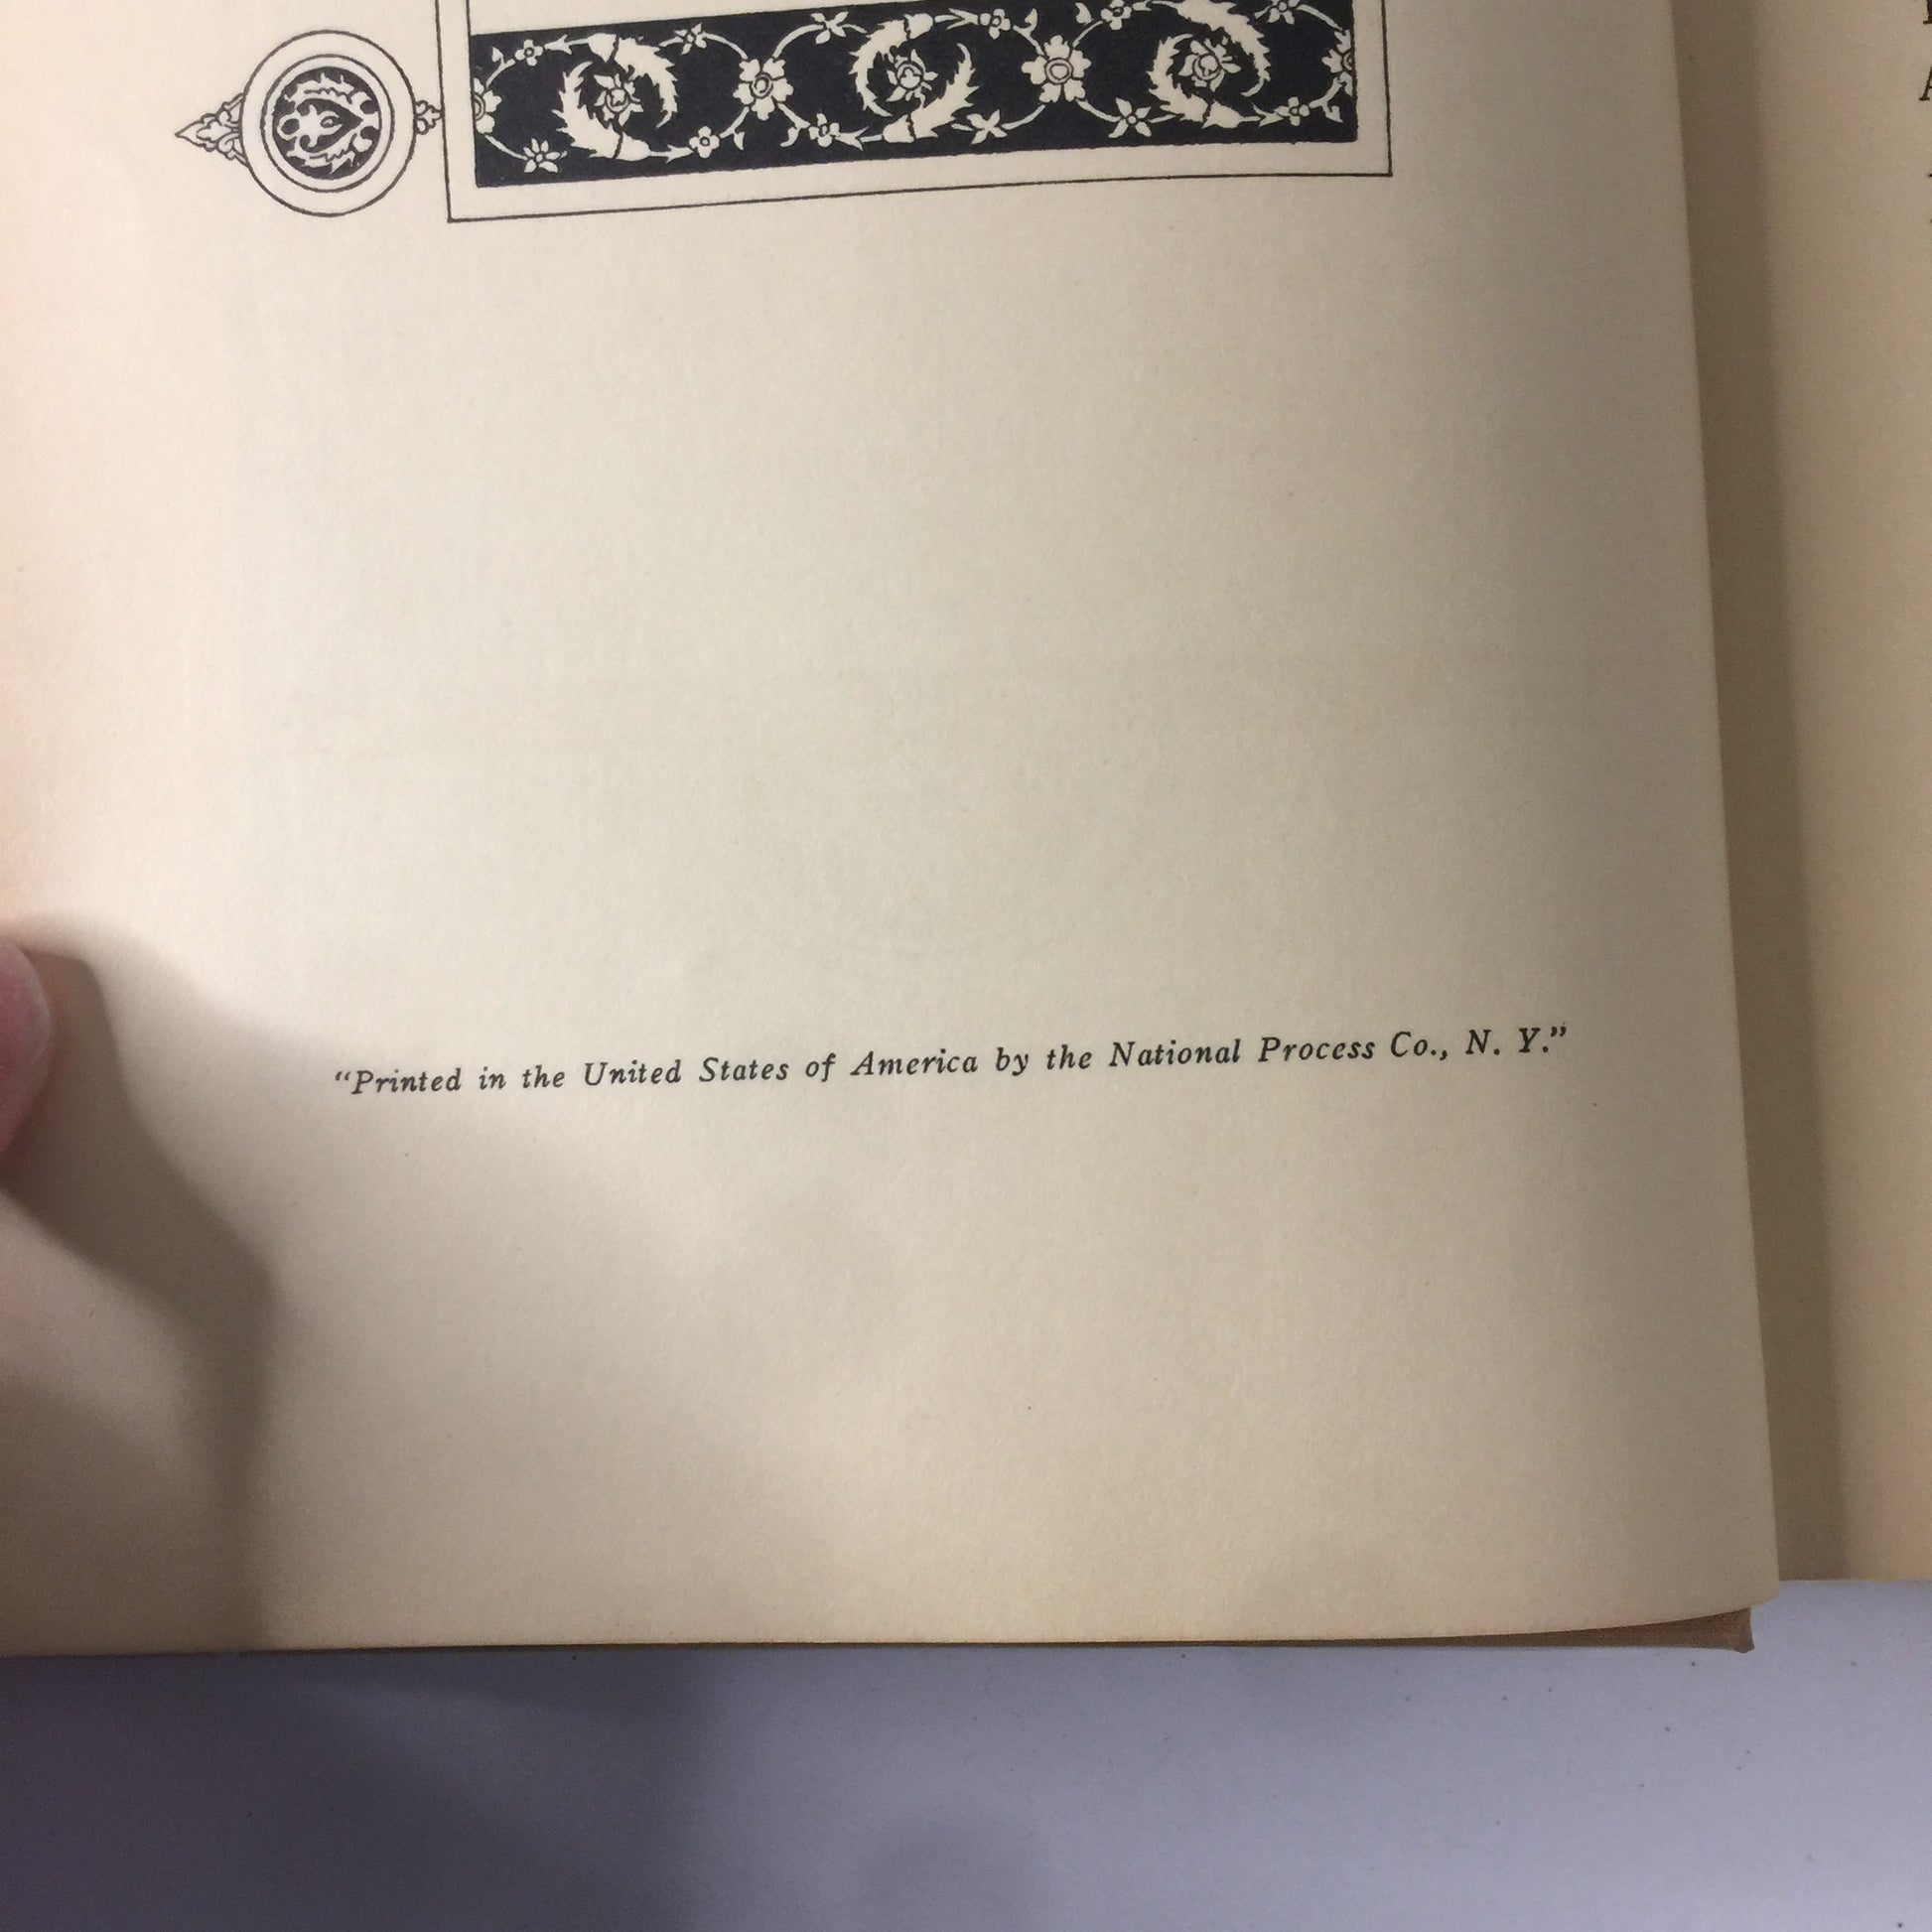 “Printed in the United States of America by the National Process Co., N. Y.”